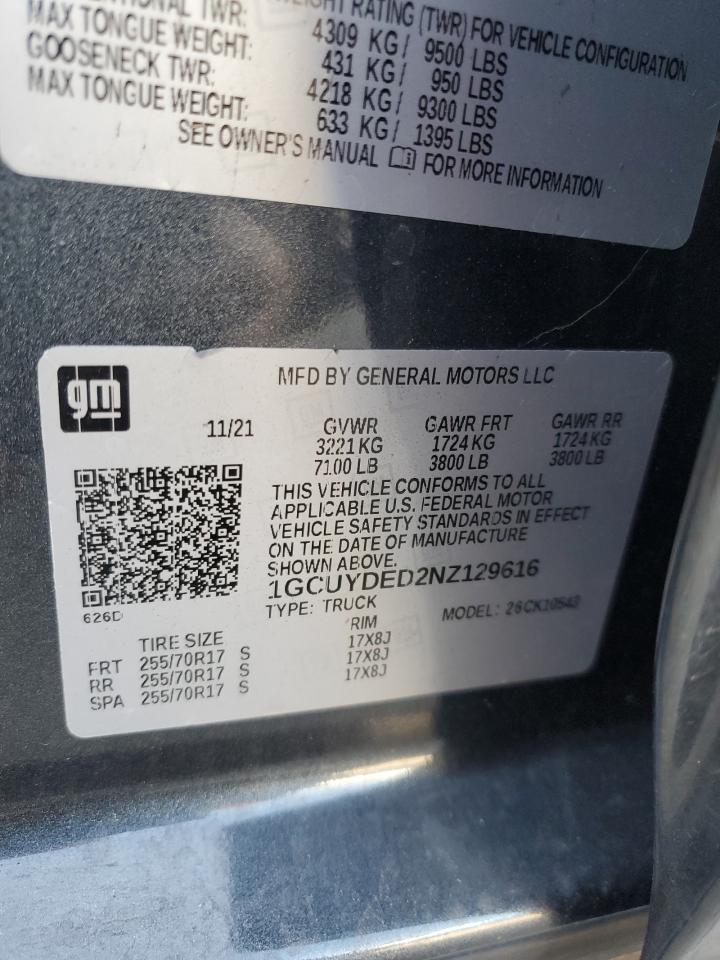 TWR:
WEIGHT RATING (TWR) FOR VEHICLE CONFIGURATION
MAX TONGUE WEIGHT: 4309 KG/ 9500 LBS
GOOSENECK TWR: 431 KG/ 950 LBS
MAX TONGUE WEIGHT: 4218 KG/ 9300 LBS
633 KG/ 1395 LBS
SEE OWNER'S MANUAL FOR MORE INFORMATION
gm
MFD BY GENERAL MOTORS LLC
11/21 GVWR GAWR FRT GAWR RR
3221 KG 1724 KG 1724 KG
7100 LB 3800 LB 3800 LB
THIS VEHICLE CONFORMS TO ALL
APPLICABLE U.S. FEDERAL MOTOR
VEHICLE SAFETY STANDARDS IN EFFECT
ON THE DATE OF MANUFACTURE
SHOWN ABOVE.
1GCUYDED2NZ129616
626D TYPE: TRUCK MODEL: 26CK10543
TIRE SIZE RIM
FRT 255/70R17 S 17X8J
RR 255/70R17 S 17X8J
SPA 255/70R17 S 17X8J